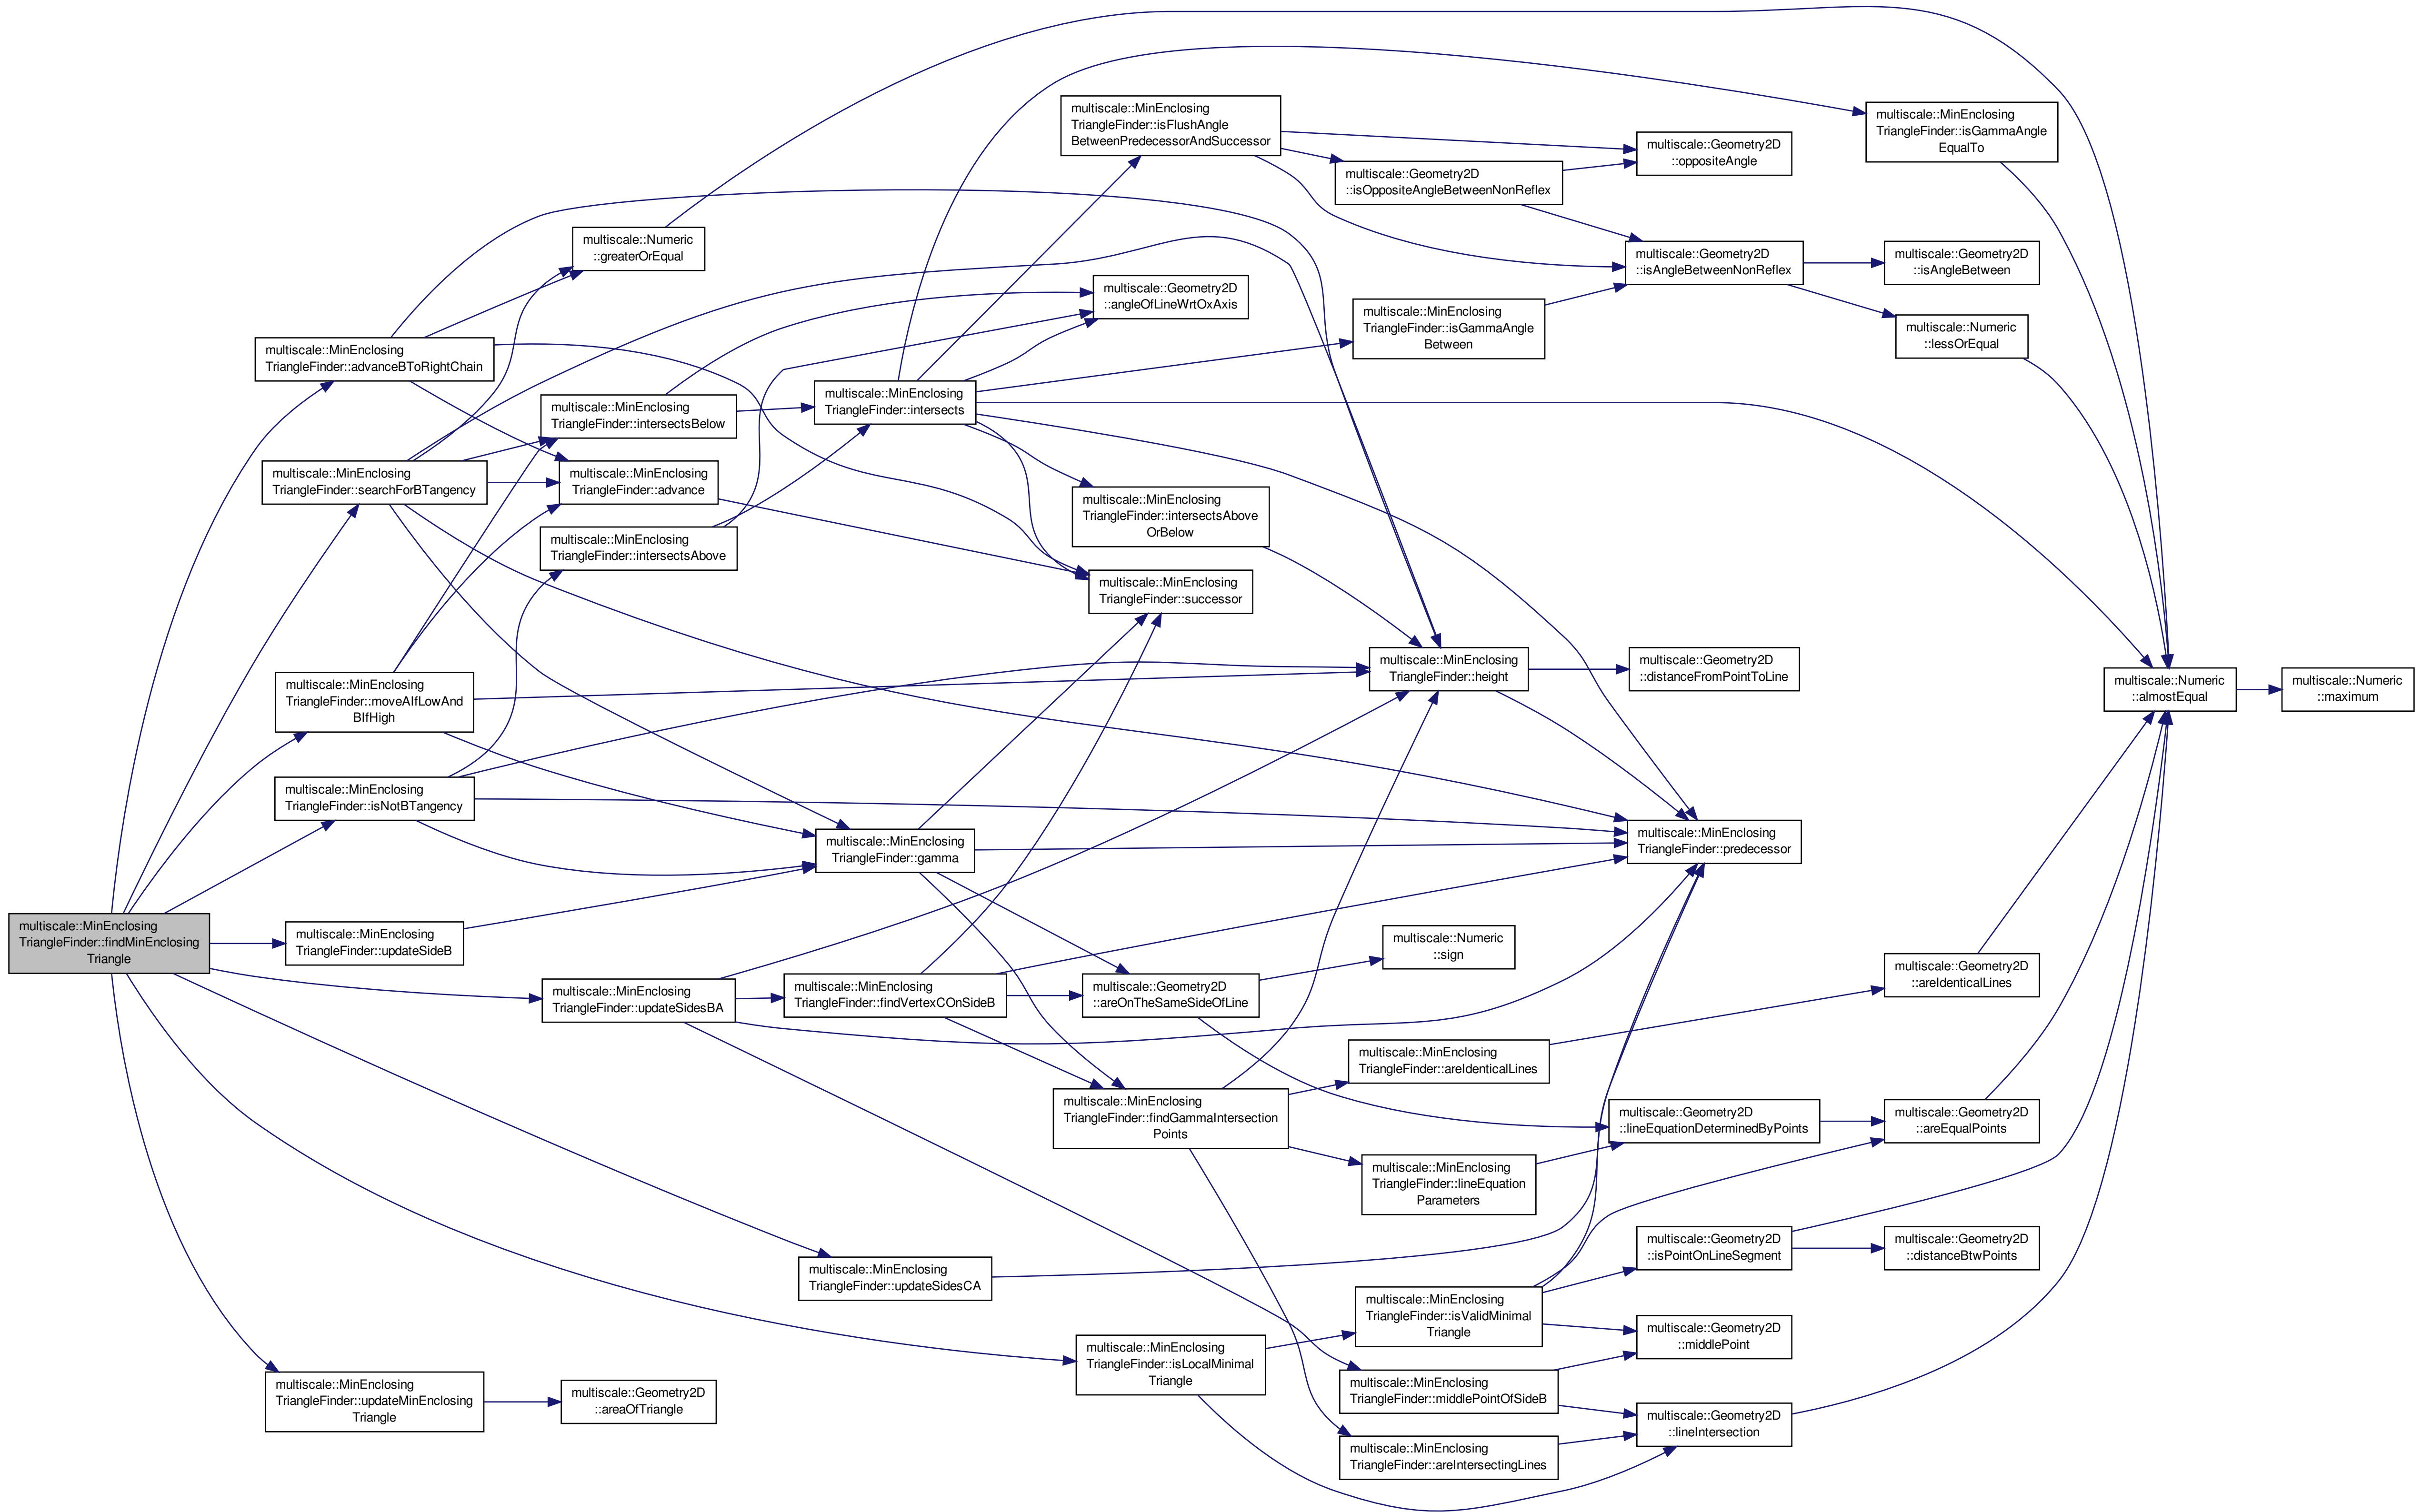 multiscale::MinEnclosing
TriangleFinder::findMinEnclosing
Triangle
multiscale::MinEnclosing
TriangleFinder::advanceBToRightChain
multiscale::MinEnclosing
TriangleFinder::searchForBTangency
multiscale::MinEnclosing
TriangleFinder::moveAIfLowAnd
BIfHigh
multiscale::MinEnclosing
TriangleFinder::isNotBTangency
multiscale::MinEnclosing
TriangleFinder::updateSideB
multiscale::MinEnclosing
TriangleFinder::updateMinEnclosing
Triangle
multiscale::Numeric
::greaterOrEqual
multiscale::MinEnclosing
TriangleFinder::intersectsBelow
multiscale::MinEnclosing
TriangleFinder::advance
multiscale::MinEnclosing
TriangleFinder::intersectsAbove
multiscale::MinEnclosing
TriangleFinder::updateSidesBA
multiscale::Geometry2D
::areaOfTriangle
multiscale::MinEnclosing
TriangleFinder::intersects
multiscale::MinEnclosing
TriangleFinder::gamma
multiscale::MinEnclosing
TriangleFinder::findVertexCOnSideB
multiscale::MinEnclosing
TriangleFinder::updateSidesCA
multiscale::MinEnclosing
TriangleFinder::isFlushAngle
BetweenPredecessorAndSuccessor
multiscale::Geometry2D
::angleOfLineWrtOxAxis
multiscale::MinEnclosing
TriangleFinder::intersectsAbove
OrBelow
multiscale::MinEnclosing
TriangleFinder::successor
multiscale::Geometry2D
::areOnTheSameSideOfLine
multiscale::MinEnclosing
TriangleFinder::findGammaIntersection
Points
multiscale::MinEnclosing
TriangleFinder::isLocalMinimal
Triangle
multiscale::Geometry2D
::isOppositeAngleBetweenNonReflex
multiscale::MinEnclosing
TriangleFinder::isGammaAngle
Between
multiscale::MinEnclosing
TriangleFinder::height
multiscale::Numeric
::sign
multiscale::MinEnclosing
TriangleFinder::areIdenticalLines
multiscale::MinEnclosing
TriangleFinder::lineEquation
Parameters
multiscale::MinEnclosing
TriangleFinder::isValidMinimal
Triangle
multiscale::MinEnclosing
TriangleFinder::middlePointOfSideB
multiscale::MinEnclosing
TriangleFinder::areIntersectingLines
multiscale::Geometry2D
::oppositeAngle
multiscale::Geometry2D
::isAngleBetweenNonReflex
multiscale::Geometry2D
::distanceFromPointToLine
multiscale::MinEnclosing
TriangleFinder::predecessor
multiscale::Geometry2D
::lineEquationDeterminedByPoints
multiscale::Geometry2D
::isPointOnLineSegment
multiscale::Geometry2D
::middlePoint
multiscale::Geometry2D
::lineIntersection
multiscale::MinEnclosing
TriangleFinder::isGammaAngle
EqualTo
multiscale::Geometry2D
::isAngleBetween
multiscale::Numeric
::lessOrEqual
multiscale::Geometry2D
::areIdenticalLines
multiscale::Geometry2D
::areEqualPoints
multiscale::Geometry2D
::distanceBtwPoints
multiscale::Numeric
::almostEqual
multiscale::Numeric
::maximum